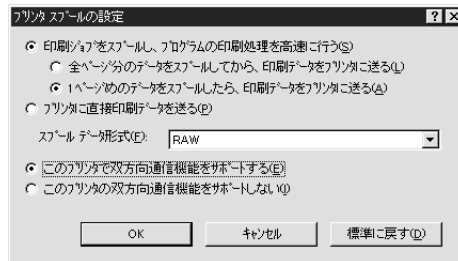 プリンタ スプールの設定
印刷ジョブをスプールし、プログラムの印刷処理を高速に行う(S)
全ページ分のデータをスプールしてから、印刷データをプリンタに送る(L)
1ページめのデータをスプールしたら、印刷データをプリンタに送る(A)
プリンタに直接印刷データを送る(P)
スプール データ形式(F): RAW
このプリンタで双方向通信機能をサポートする(E)
このプリンタの双方向通信機能をサポートしない(I)
OK キャンセル 標準に戻す(D)